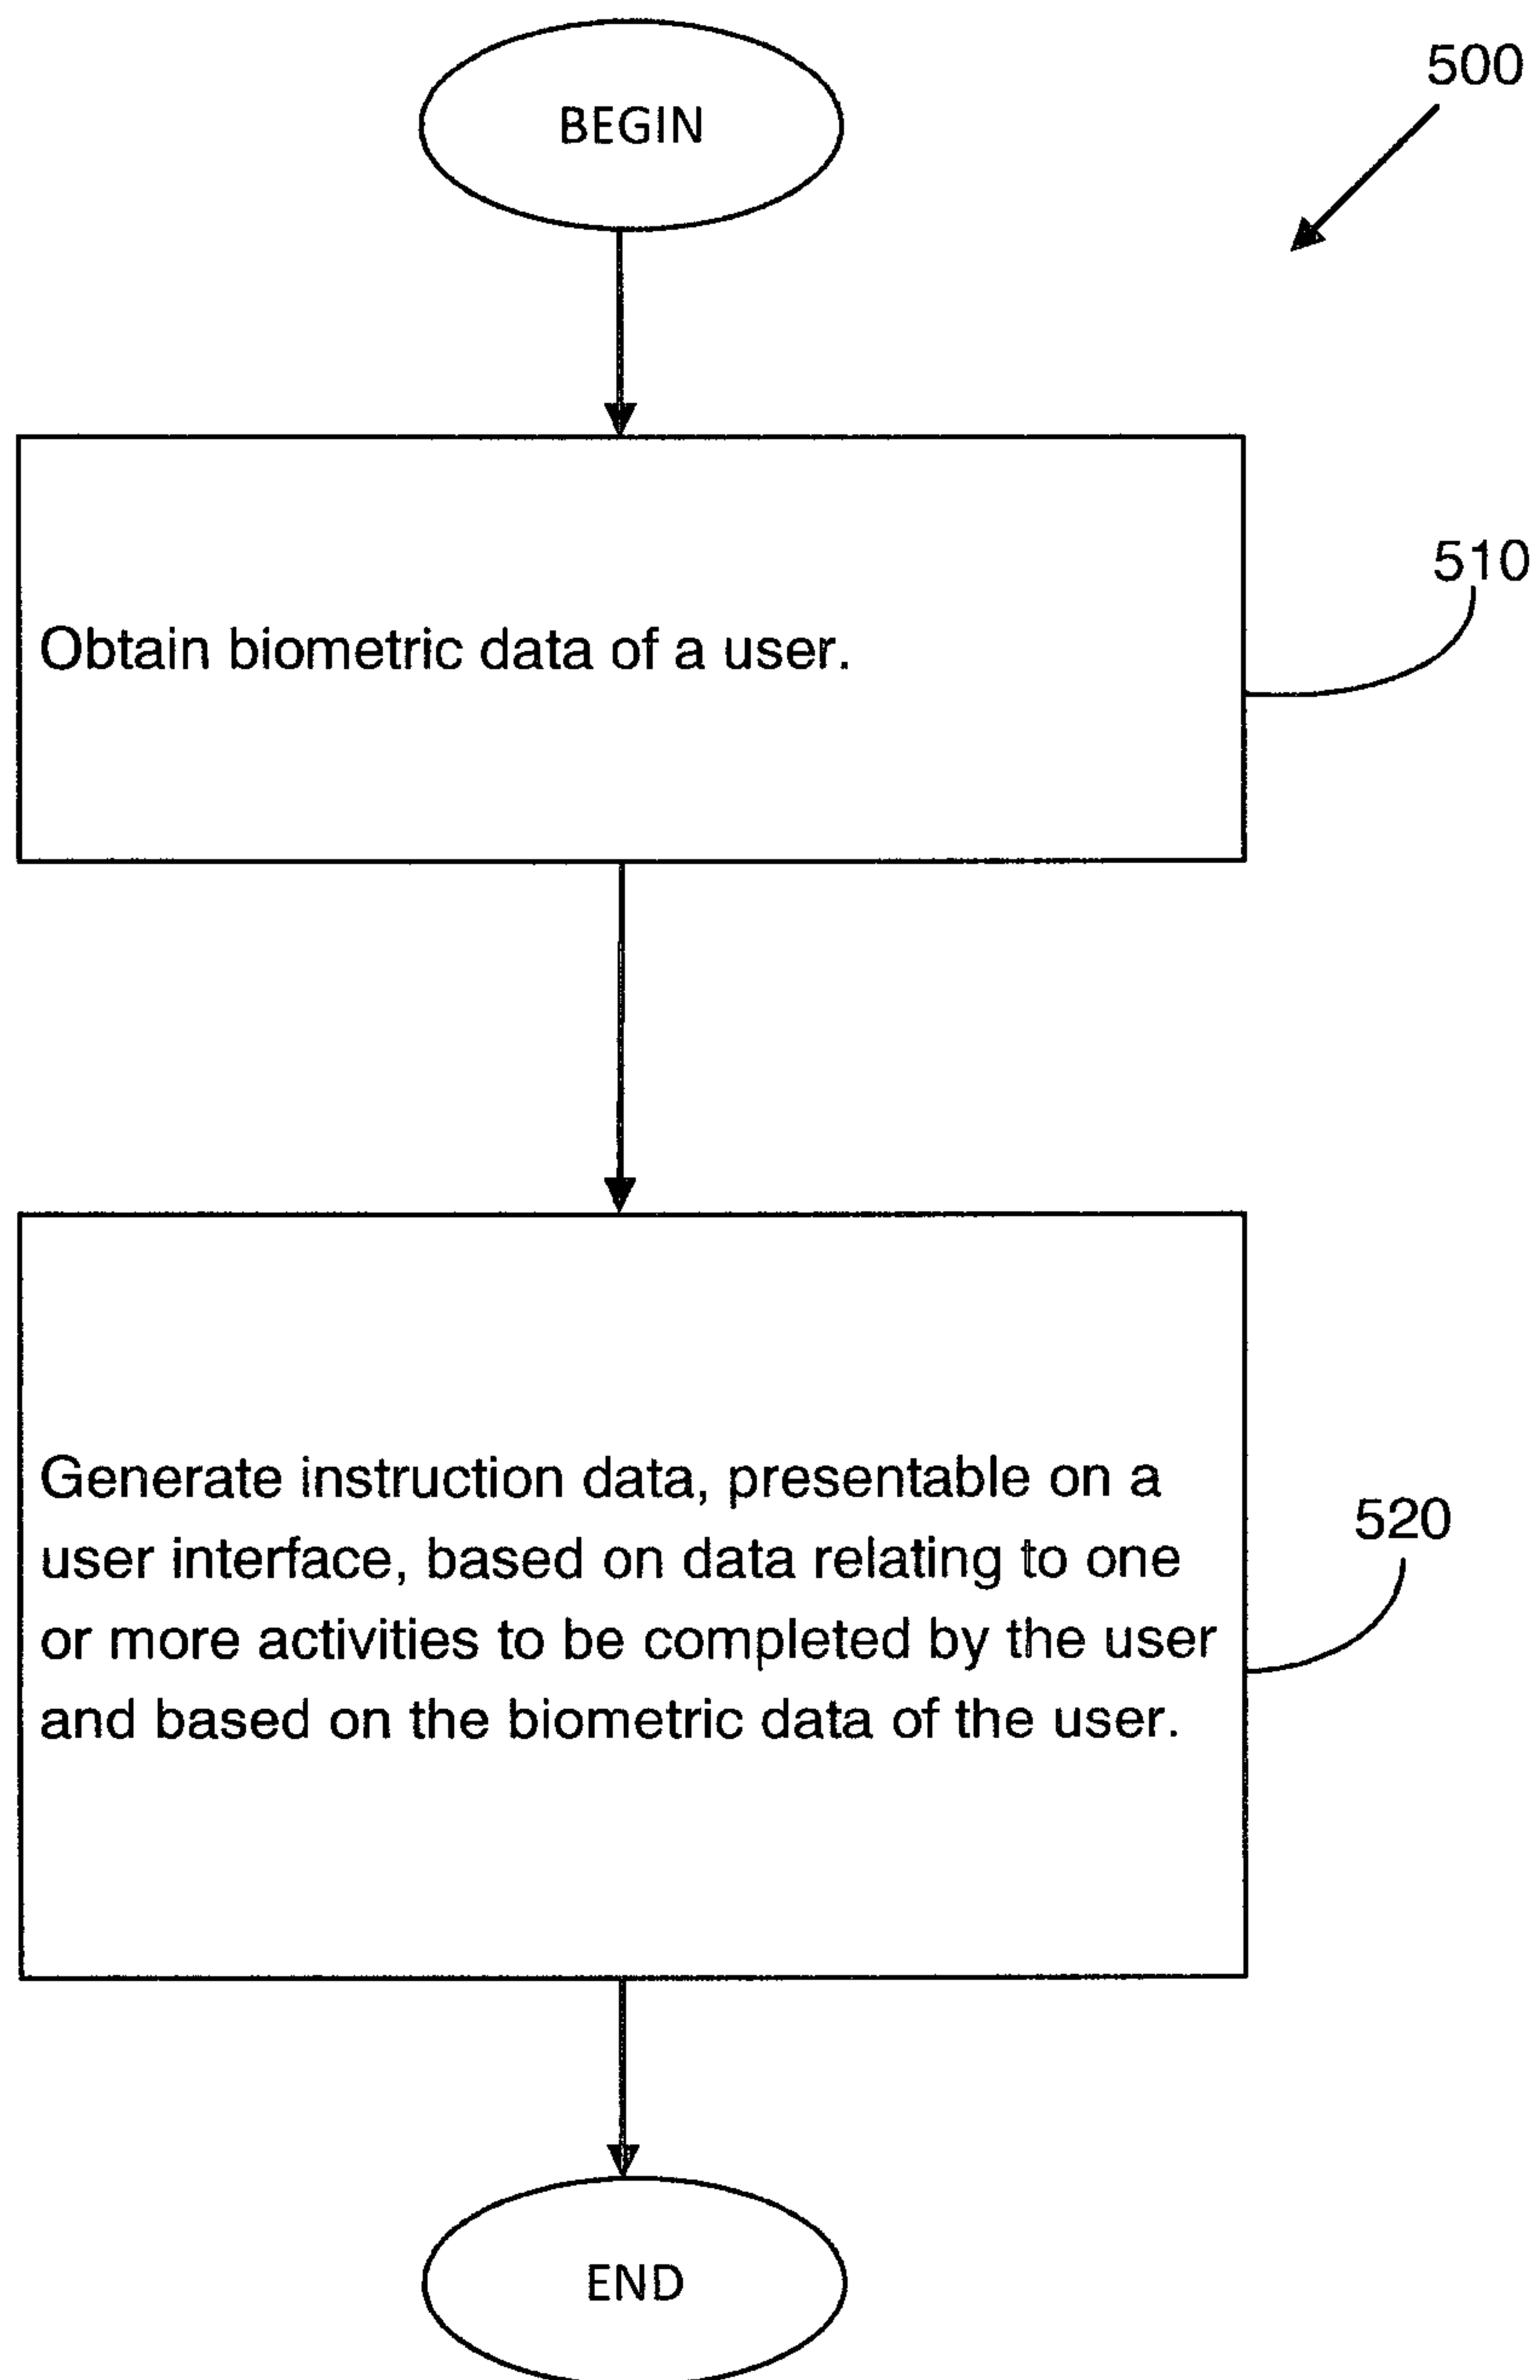 BEGIN
500
Obtain biometric data of a user.
510
Generate instruction data, presentable on a
user interface, based on data relating to one
or more activities to be completed by the user
and based on the biometric data of the user.
520
END